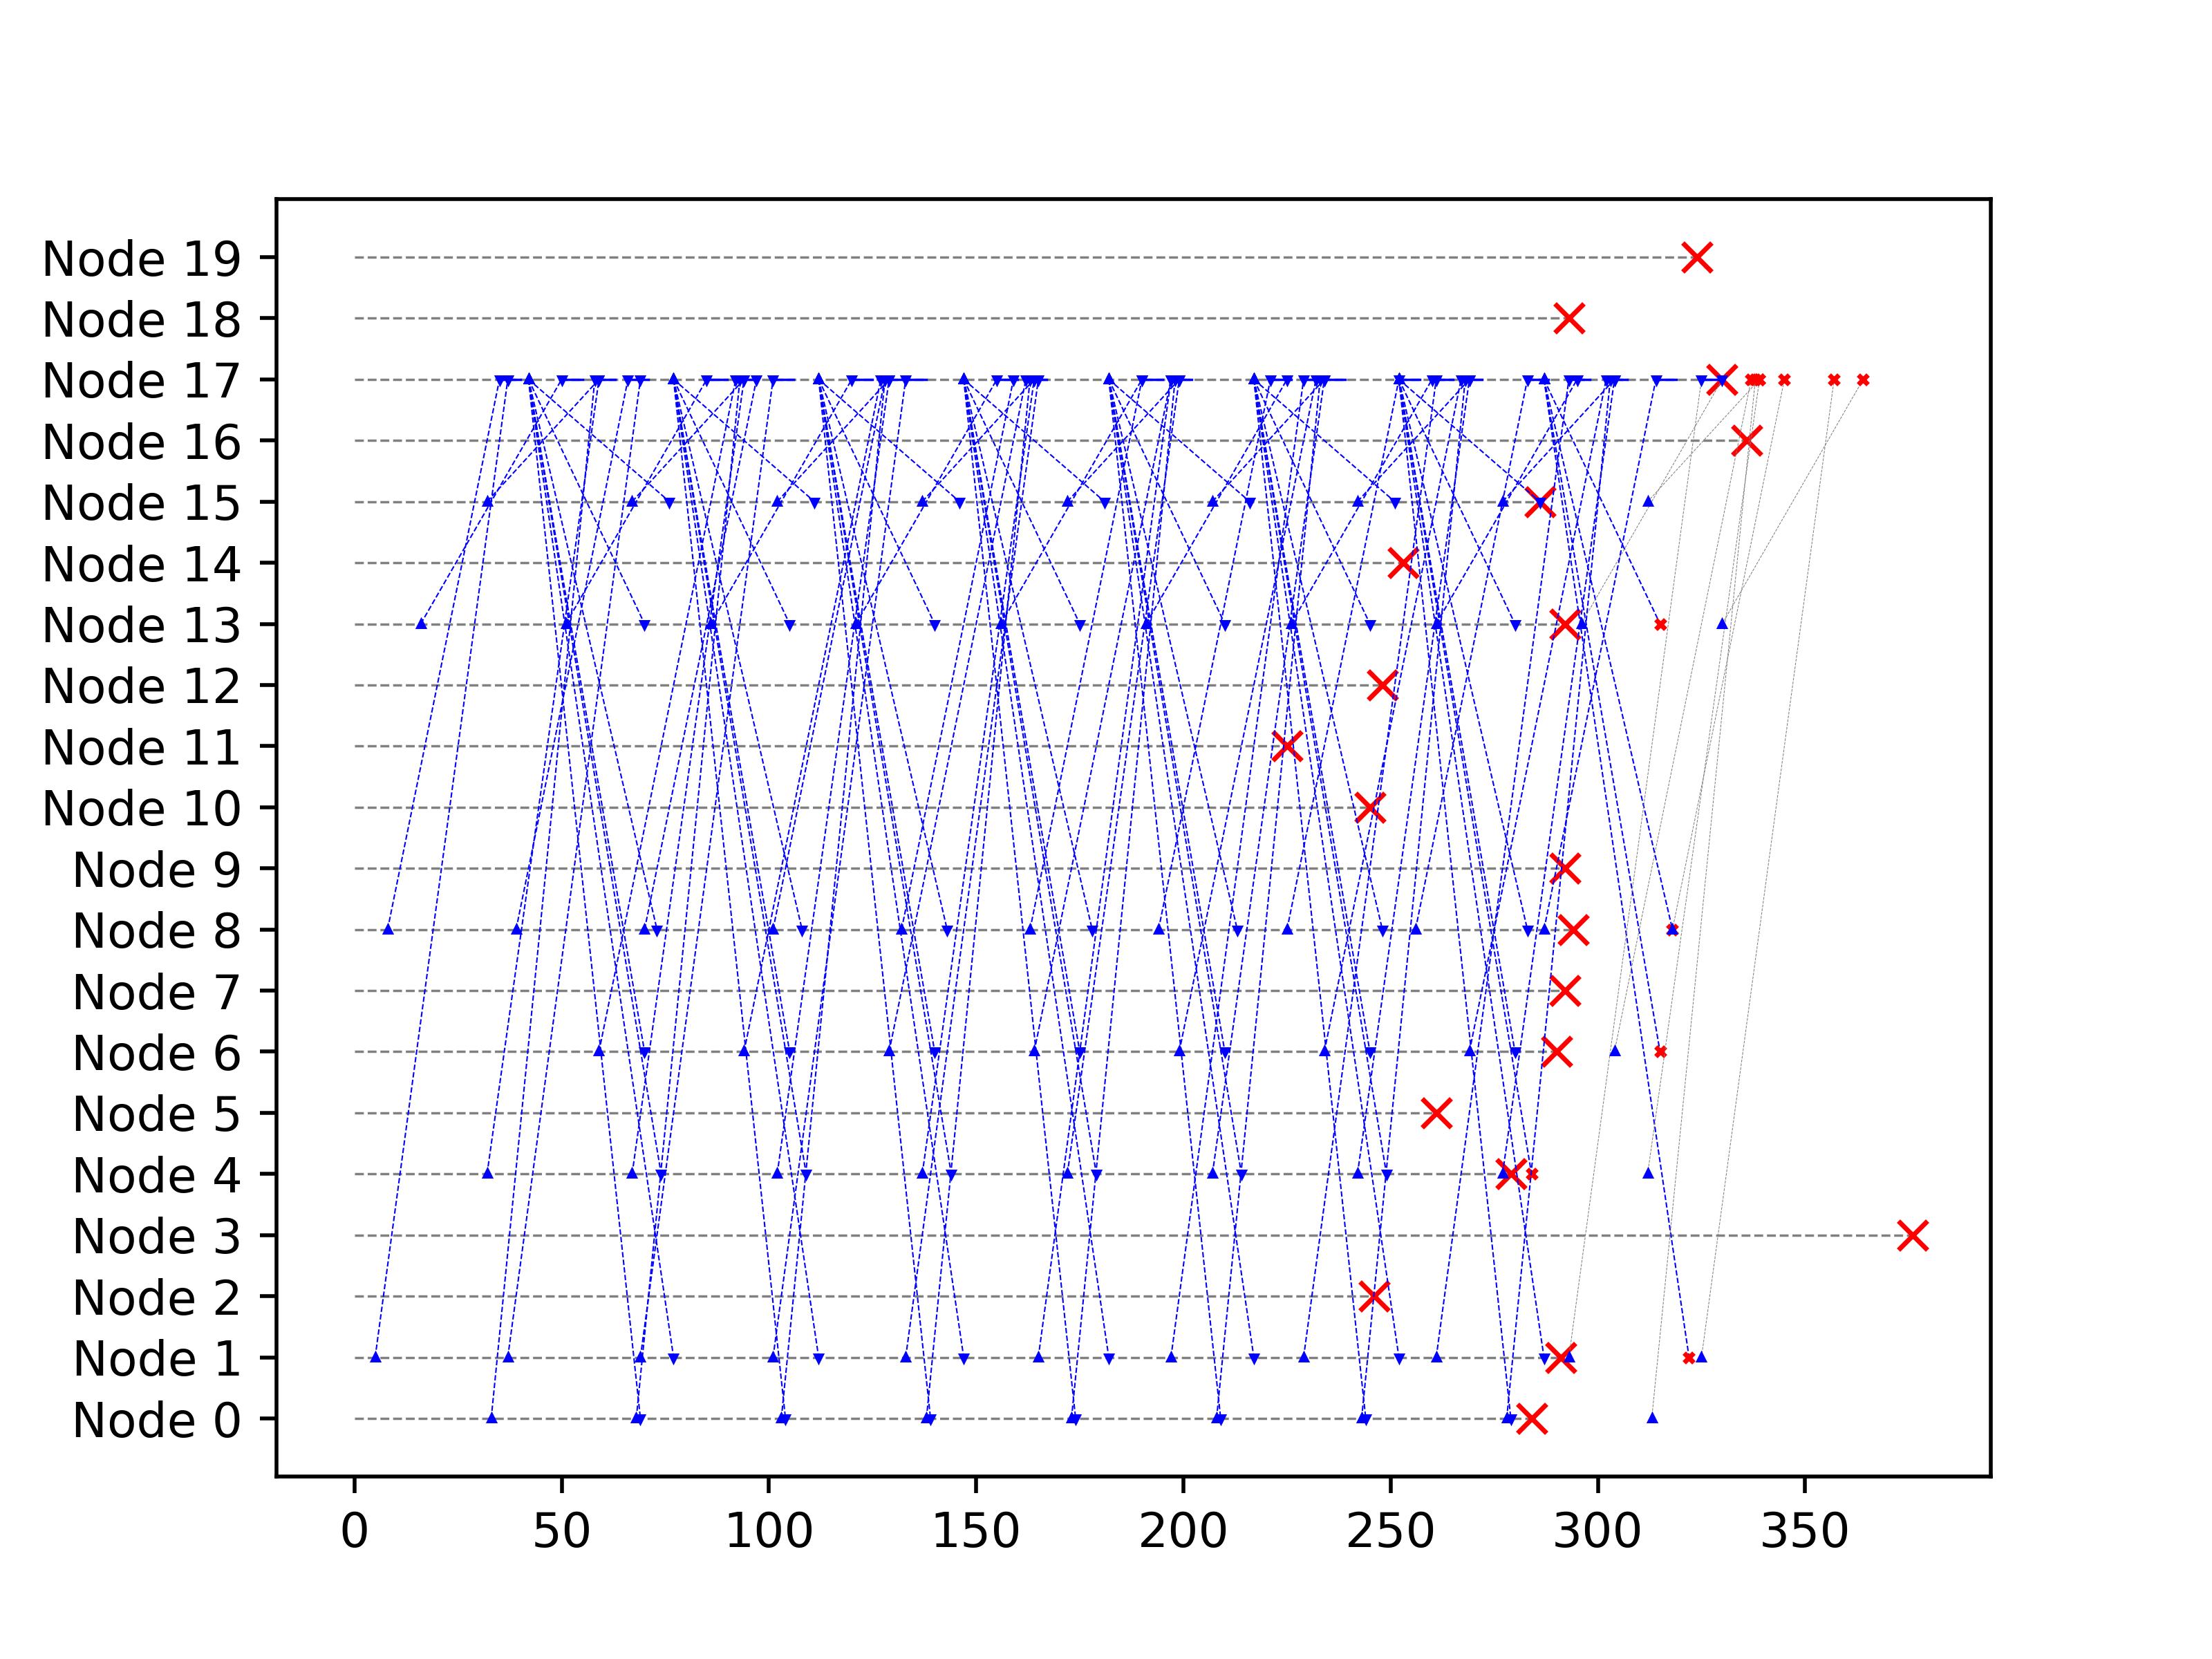 Node 19
Node 18
Node 17
Node 16
Node 15
Node 14
Node 13
Node 12
Node 11
Node 10
Node 9
Node 8
Node 7
Node 6
Node 5
Node 4
Node 3
Node 2
Node 1
Node 0
0 50 100 150 200 250 300 350